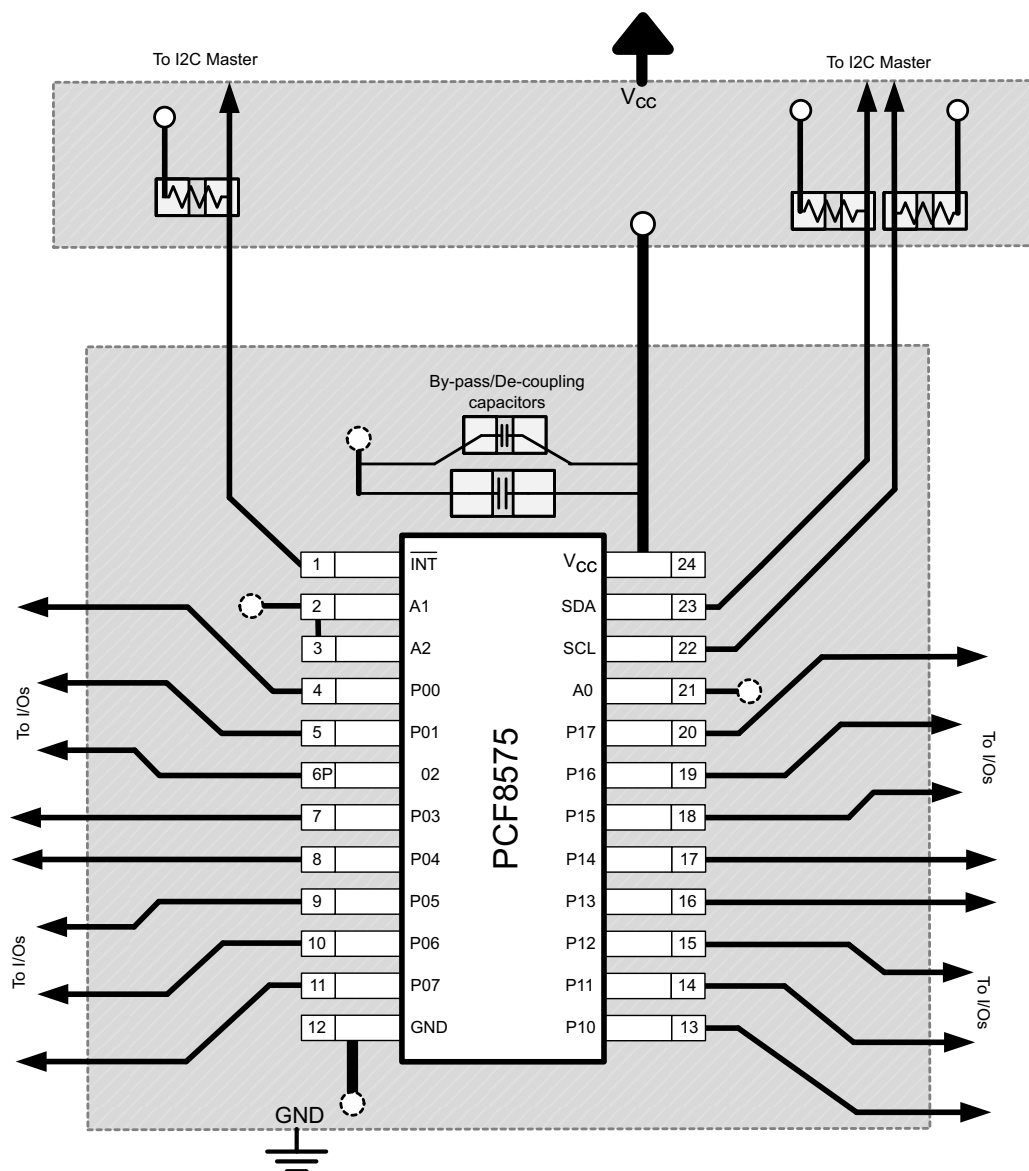 To I2C Master
VCC
To I2C Master
By-pass/De-coupling
capacitors
1 INT VCC 24
2 A1 SDA 23
3 A2 SCL 22
4 P00 A0 21
5 P01 P17 20
6P 02 P16 19
7 P03 P15 18
8 P04 P14 17
9 P05 P13 16
10 P06 P12 15
11 P07 P11 14
12 GND P10 13
PCF8575
To I/Os
To I/Os
To I/Os
To I/Os
GND